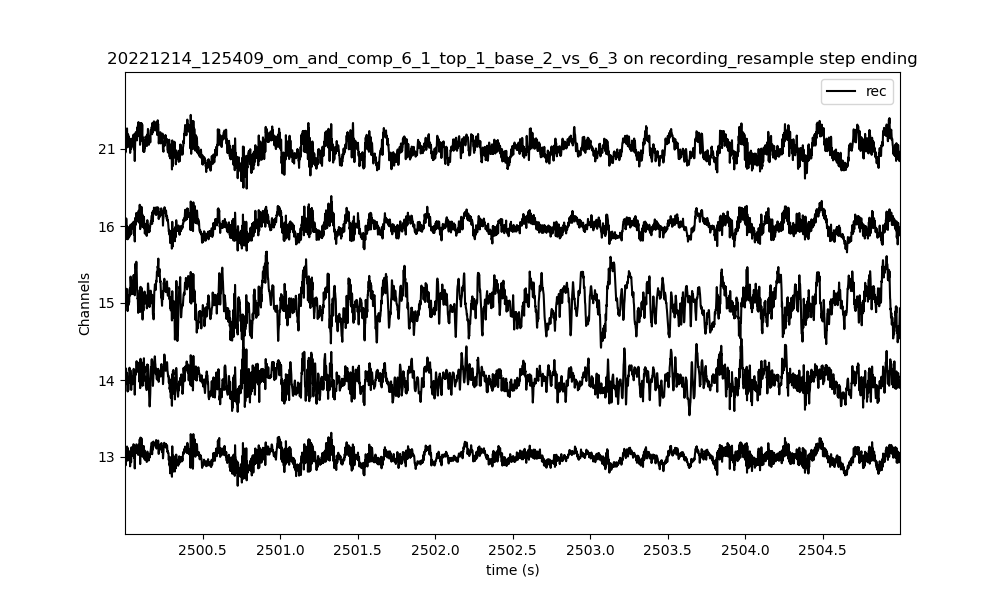 20221214_125409_om_and_comp_6_1_top_1_base_2_vs_6_3 on recording_resample step ending
rec
21
16
15
14
13
Channels
2500.5 2501.0 2501.5 2502.0 2502.5 2503.0 2503.5 2504.0 2504.5
time (s)